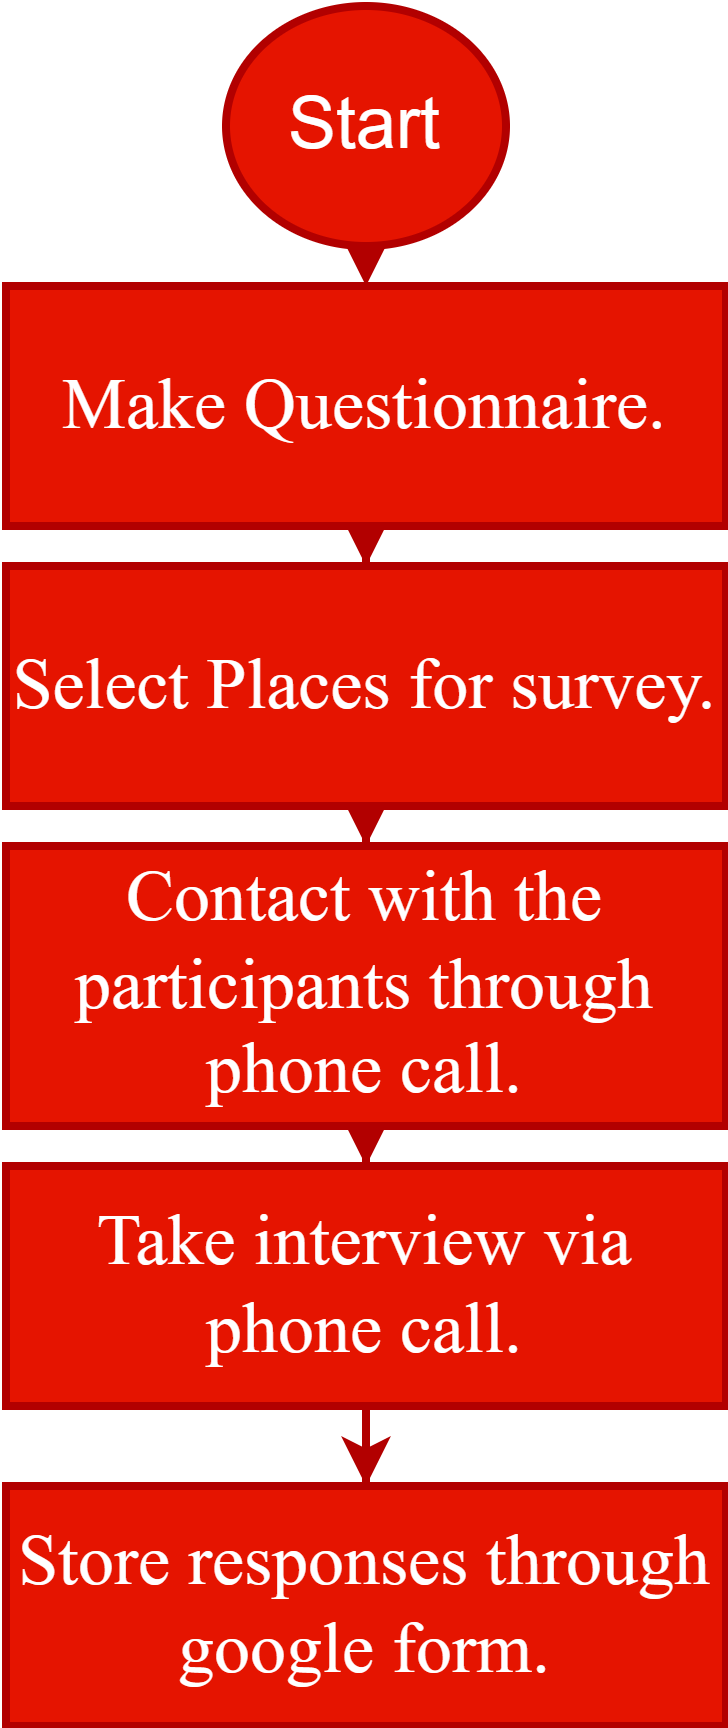 Start
Make Questionnaire.
Select Places for survey.
Contact with the
participants through
phone call.
Take interview via
phone call.
Store responses through
google form.